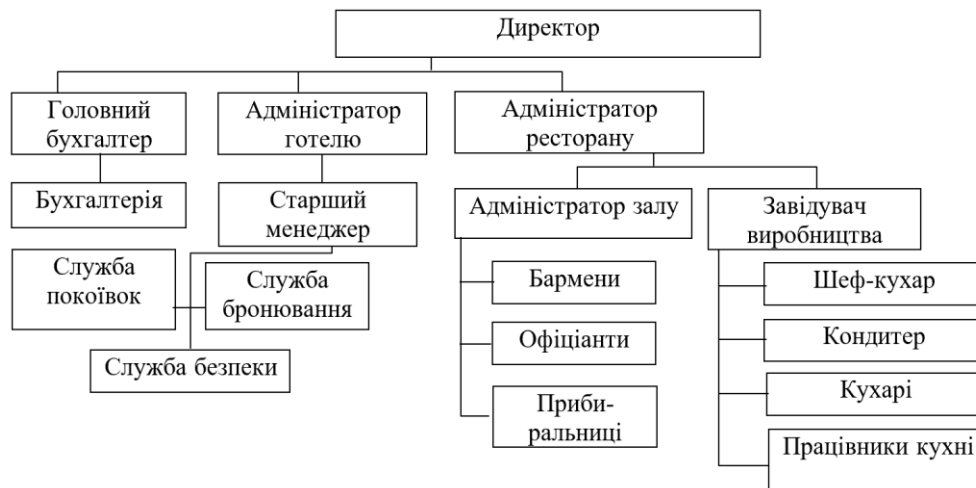 Директор
Головний
бухгалтер
Адміністратор
готелю
Адміністратор
ресторану
Бухгалтерія
Старший
менеджер
Адміністратор залу
Завідувач
виробництва
Служба
покоївок
Служба
бронювання
Служба безпеки
Бармени
Офіціанти
Приби-
ральниці
Шеф-кухар
Кондитер
Кухарі
Працівники кухні